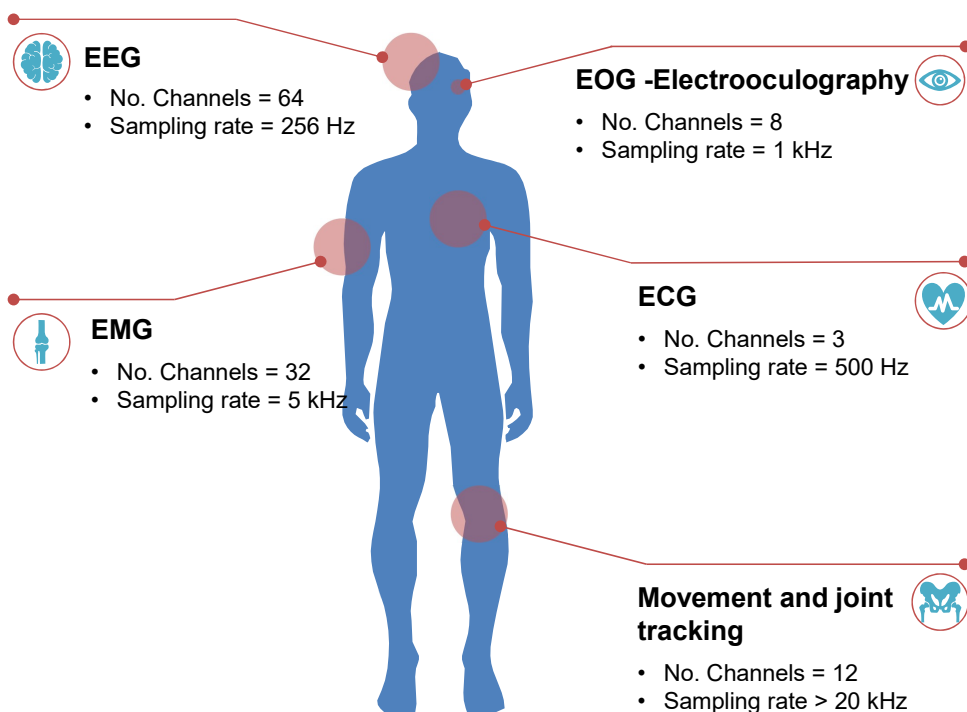 EEG
• No. Channels = 64
• Sampling rate = 256 Hz
EOG -Electrooculography
• No. Channels = 8
• Sampling rate = 1 kHz
EMG
• No. Channels = 32
• Sampling rate = 5 kHz
ECG
• No. Channels = 3
• Sampling rate = 500 Hz
Movement and joint
tracking
• No. Channels = 12
• Sampling rate > 20 kHz